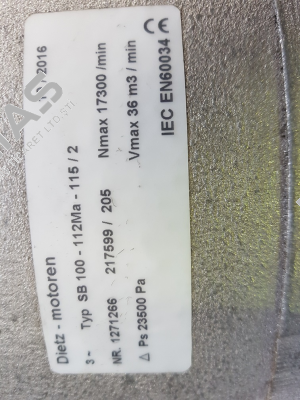 Dietz - motoren 2016
3 ~ Typ SB 100 - 112Ma - 115 / 2
NR. 1271266 217599 / 205 Nmax 17300 /min
△ Ps 23500 Pa Vmax 36 m3 / min
IEC EN60034 CE